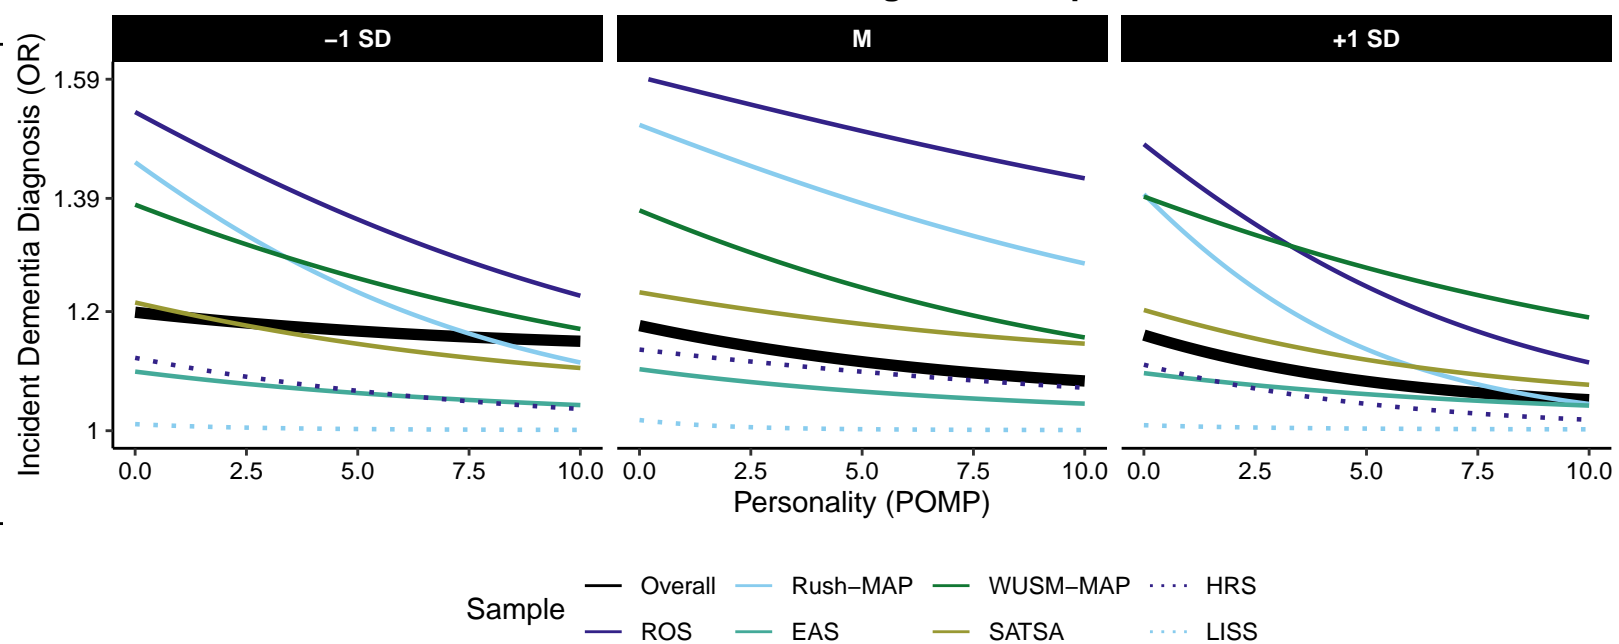 −1 SD
M
+1 SD
Incident Dementia Diagnosis (OR)
1.59
1.39
1.2
1
0.0 2.5 5.0 7.5 10.0
0.0 2.5 5.0 7.5 10.0
0.0 2.5 5.0 7.5 10.0
Personality (POMP)
Sample
Overall Rush−MAP WUSM−MAP HRS
ROS EAS SATSA LISS